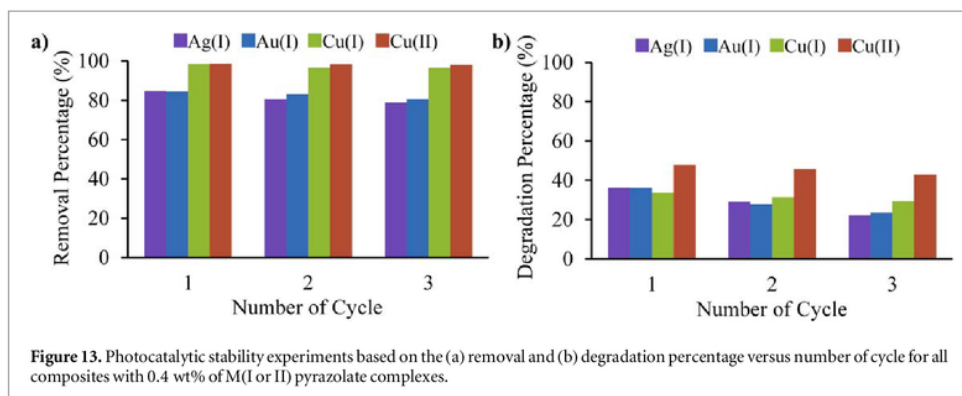 a)
Ag(I) Au(I) Cu(I) Cu(II)
Removal Percentage (%)
100
80
60
40
20
0
1 2 3
Number of Cycle
b)
Ag(I) Au(I) Cu(I) Cu(II)
Degradation Percentage (%)
100
80
60
40
20
0
1 2 3
Number of Cycle
Figure 13. Photocatalytic stability experiments based on the (a) removal and (b) degradation percentage versus number of cycle for all
composites with 0.4 wt% of M(I or II) pyrazolate complexes.